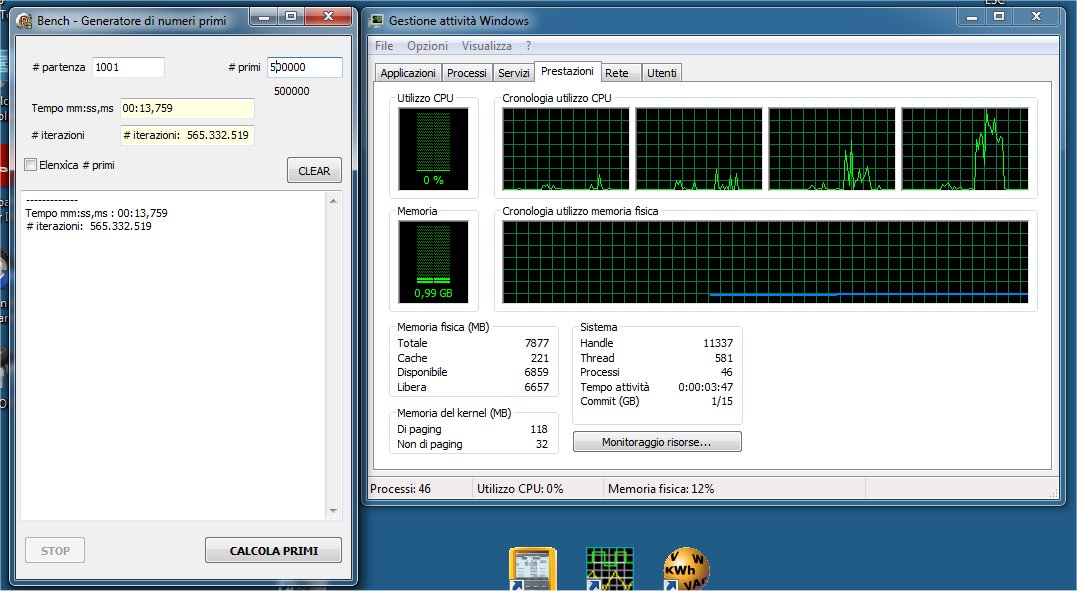 Bench - Generatore di numeri primi
# partenza 1001 # primi 500000
500000
Tempo mm:ss,ms 00:13,759
# iterazioni # iterazioni: 565.332.519
Elenxica # primi
CLEAR
-------------
Tempo mm:ss,ms : 00:13,759
# iterazioni: 565.332.519
STOP CALCOLA PRIMI
ESC
Gestione attività Windows
File Opzioni Visualizza ?
Applicazioni Processi Servizi Prestazioni Rete Utenti
Utilizzo CPU Cronologia utilizzo CPU
0 %
Memoria Cronologia utilizzo memoria fisica
0,99 GB
Memoria fisica (MB)
Totale 7877
Cache 221
Disponibile 6859
Libera 6657
Memoria del kernel (MB)
Di paging 118
Non di paging 32
Sistema
Handle 11337
Thread 581
Processi 46
Tempo attività 0:00:03:47
Commit (GB) 1/15
Monitoraggio risorse...
Processi: 46 Utilizzo CPU: 0% Memoria fisica: 12%
V W
KWh
VAr